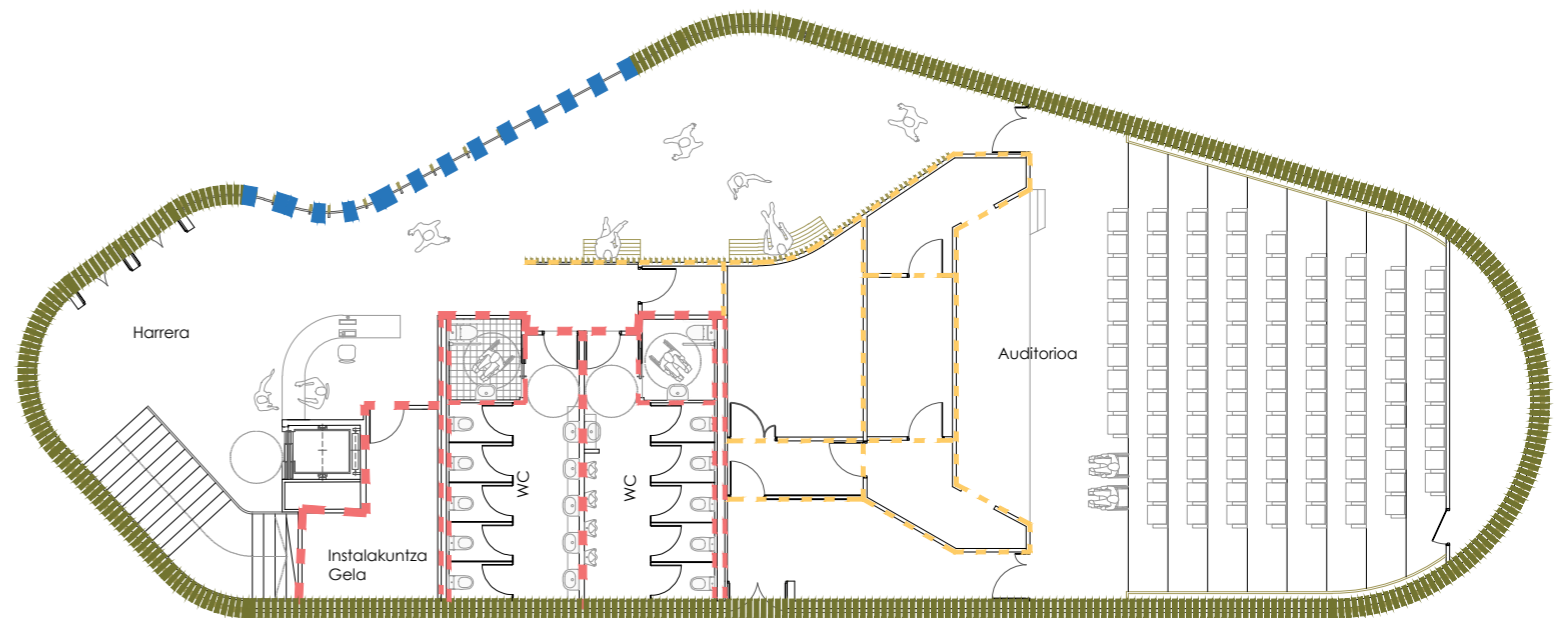 Harrera
Auditorioa
WC
WC
Instalakuntza
Gela